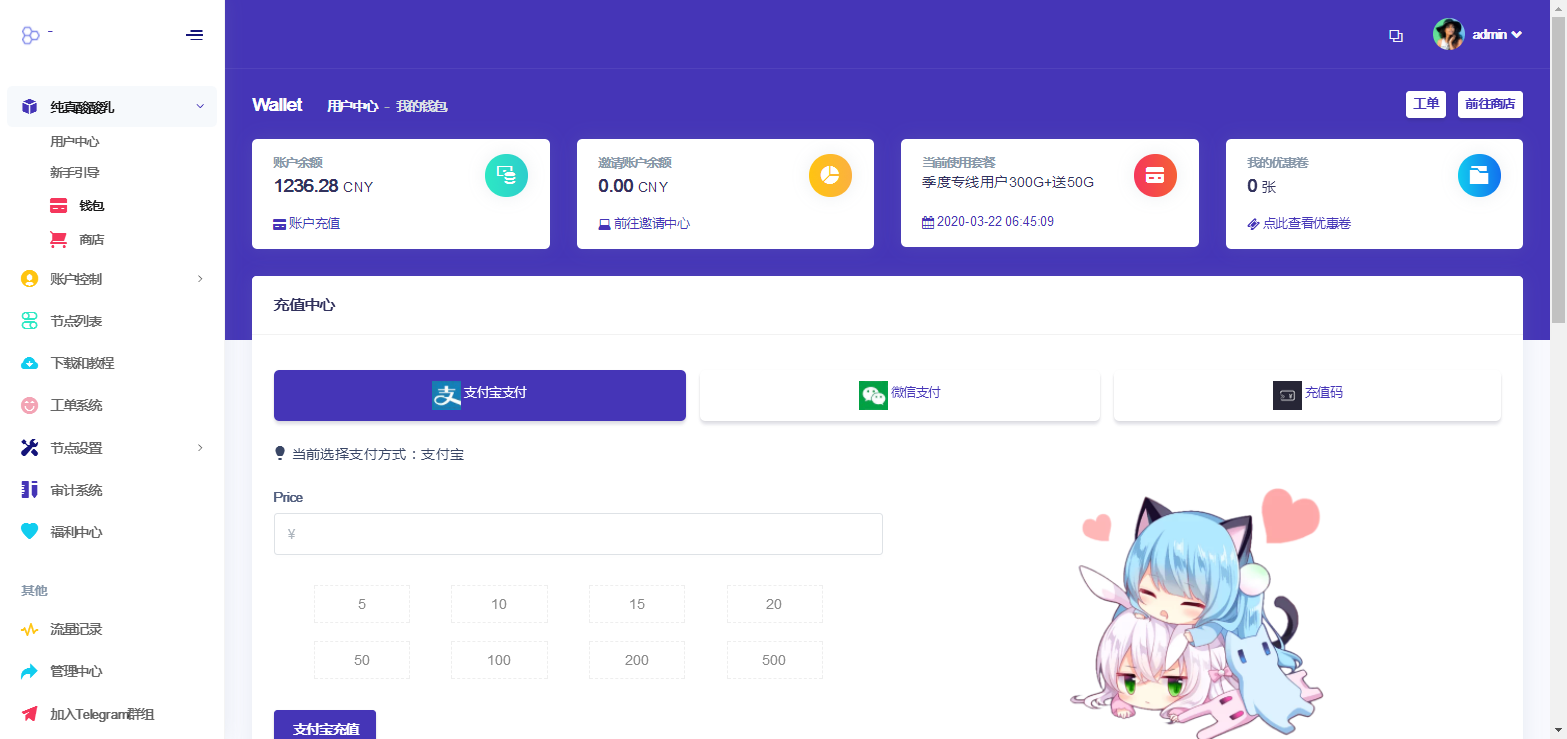 -
纯真酸酸乳
用户中心
新手引导
钱包
商店
账户控制
节点列表
下载和教程
工单系统
节点设置
审计系统
福利中心
其他
流量记录
管理中心
加入Telegram群组
admin
Wallet 用户中心 - 我的钱包
工单 前往商店
账户余额
1236.28 CNY
账户充值
邀请账户余额
0.00 CNY
前往邀请中心
当前使用套餐
季度专线用户300G+送50G
2020-03-22 06:45:09
我的优惠卷
0 张
点此查看优惠卷
充值中心
支付宝支付 微信支付 充值码
当前选择支付方式：支付宝
Price
¥
5 10 15 20
50 100 200 500
支付宝充值